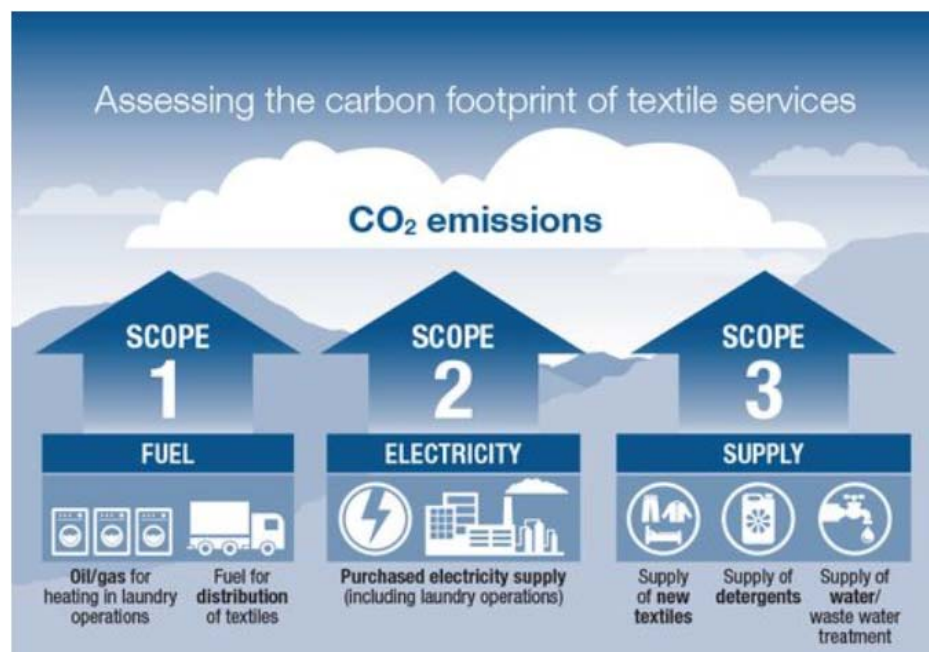 Assessing the carbon footprint of textile services
CO₂ emissions
SCOPE
1
SCOPE
2
SCOPE
3
FUEL
ELECTRICITY
SUPPLY
Oil/gas for
heating in laundry
operations
Fuel for
distribution
of textiles
Purchased electricity supply
(including laundry operations)
Supply
of new
textiles
Supply of
detergents
Supply of
water/
waste water
treatment